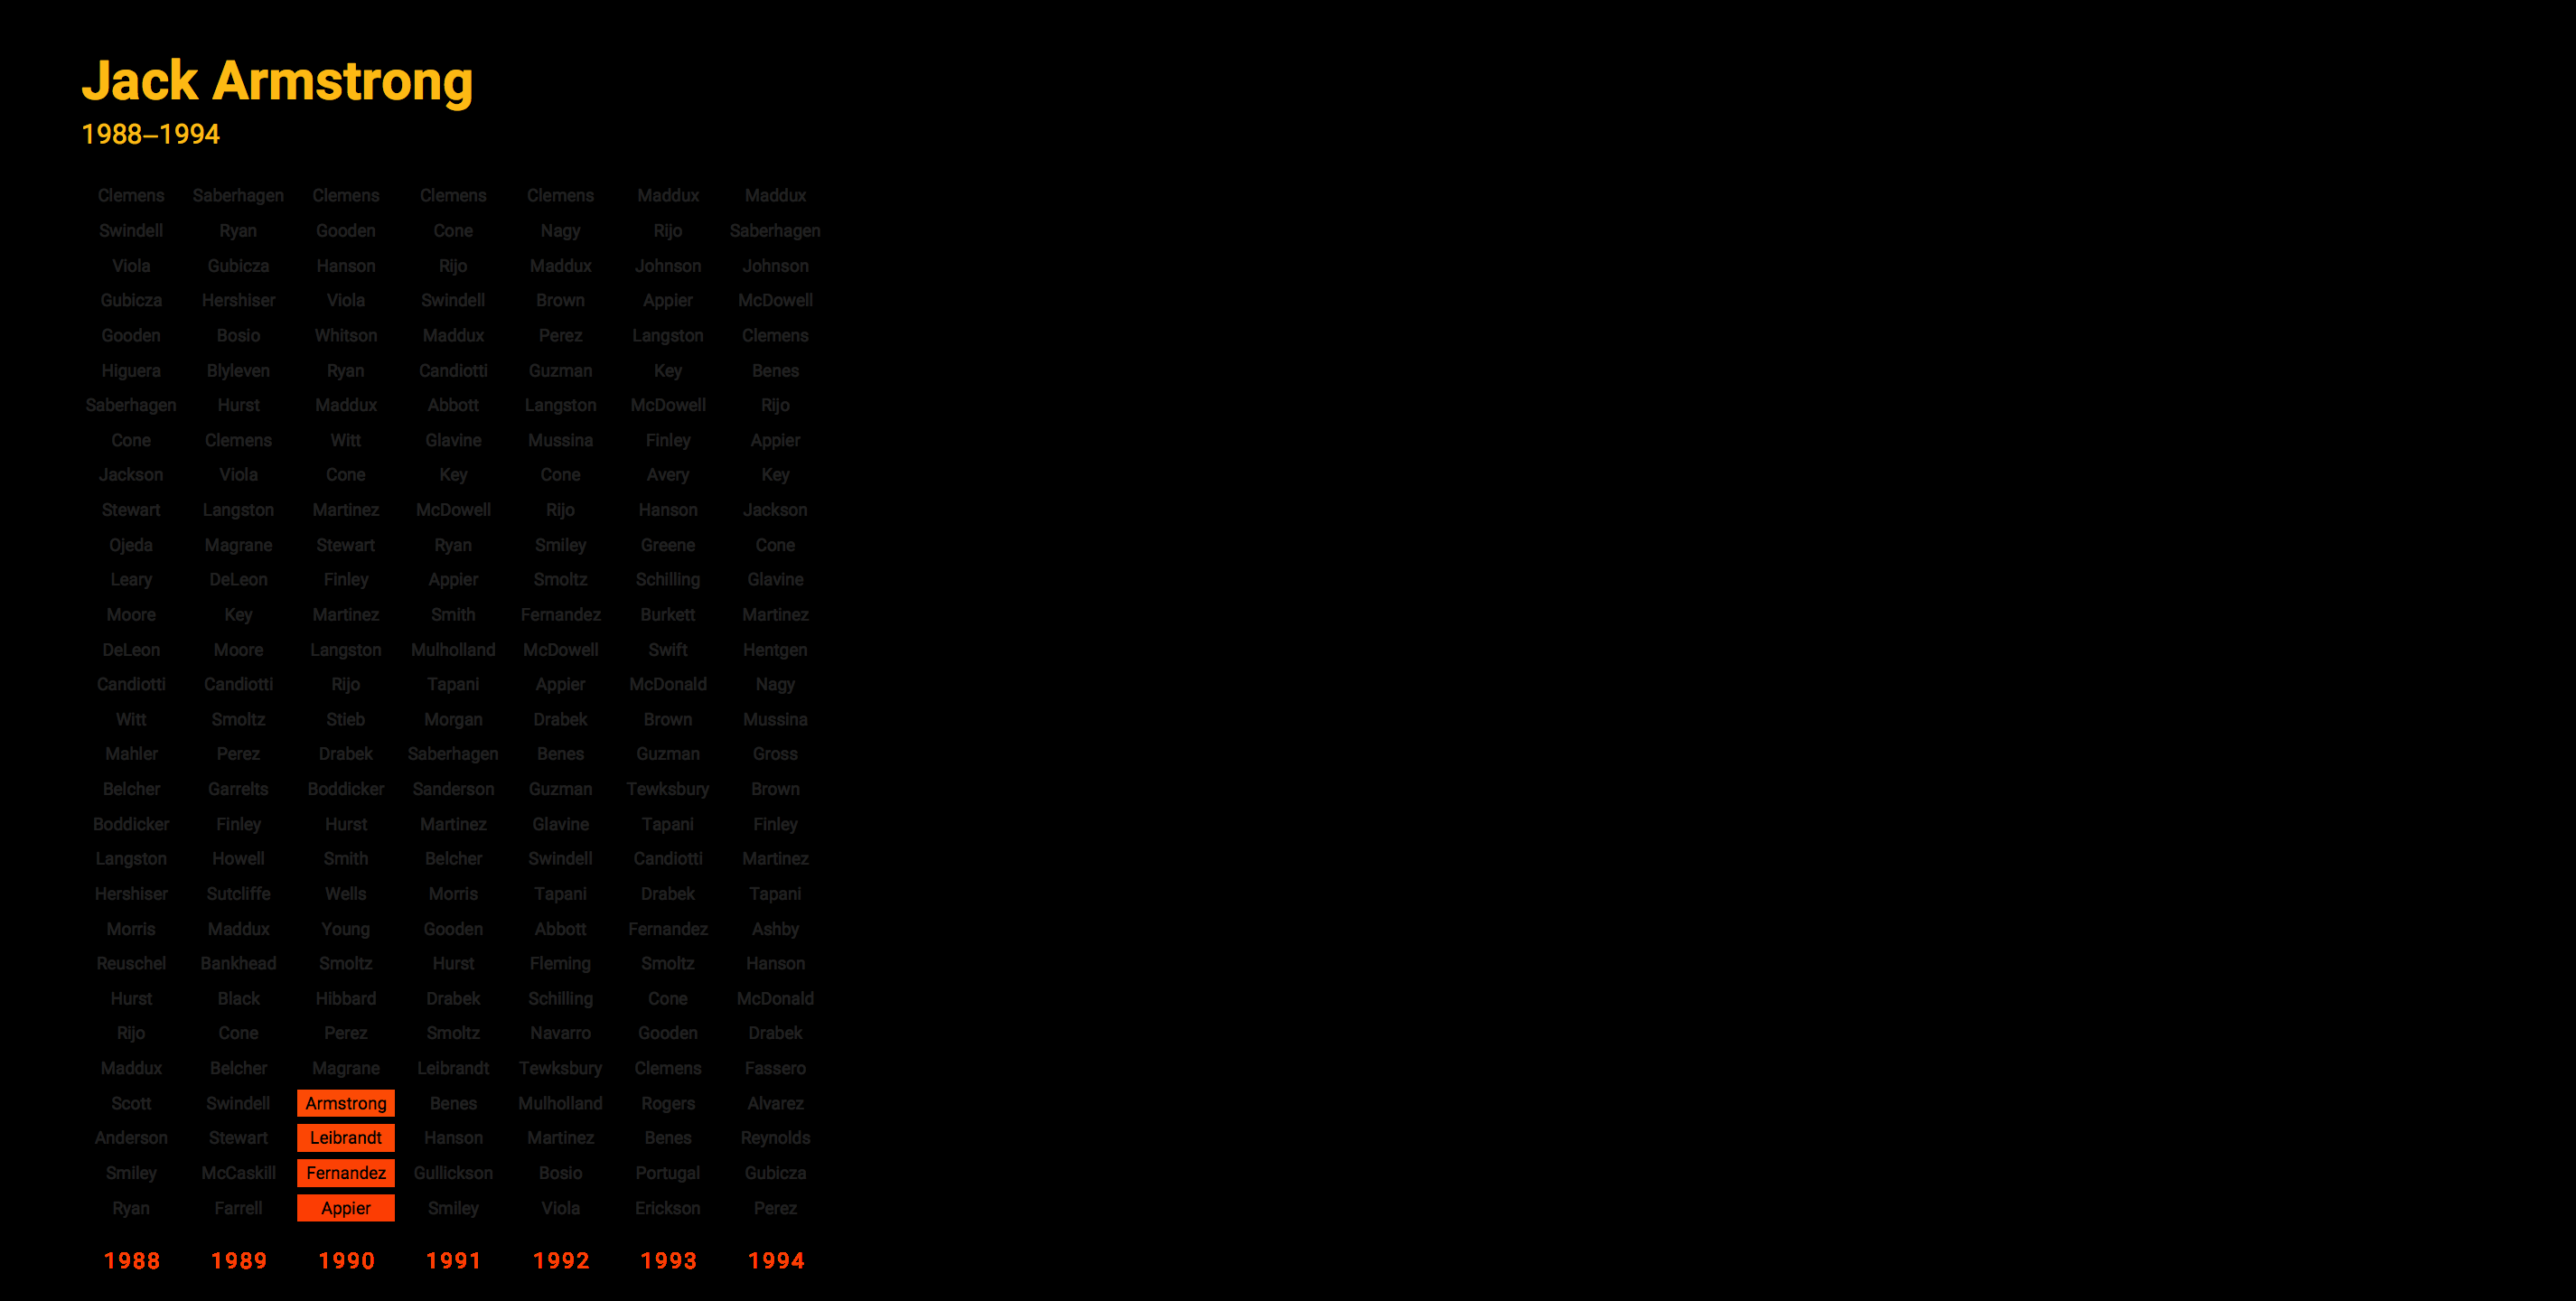 Jack Armstrong
1988–1994
Clemens Saberhagen Clemens Clemens Clemens Maddux Maddux
Swindell Ryan Gooden Cone Nagy Rijo Saberhagen
Viola Gubicza Hanson Rijo Maddux Johnson Johnson
Gubicza Hershiser Viola Swindell Brown Appier McDowell
Gooden Bosio Whitson Maddux Perez Langston Clemens
Higuera Blyleven Ryan Candiotti Guzman Key Benes
Saberhagen Hurst Maddux Abbott Langston McDowell Rijo
Cone Clemens Witt Glavine Mussina Finley Appier
Jackson Viola Cone Key Cone Avery Key
Stewart Langston Martinez McDowell Rijo Hanson Jackson
Ojeda Magrane Stewart Ryan Smiley Greene Cone
Leary DeLeon Finley Appier Smoltz Schilling Glavine
Moore Key Martinez Smith Fernandez Burkett Martinez
DeLeon Moore Langston Mulholland McDowell Swift Hentgen
Candiotti Candiotti Rijo Tapani Appier McDonald Nagy
Witt Smoltz Stieb Morgan Drabek Brown Mussina
Mahler Perez Drabek Saberhagen Benes Guzman Gross
Belcher Garrelts Boddicker Sanderson Guzman Tewksbury Brown
Boddicker Finley Hurst Martinez Glavine Tapani Finley
Langston Howell Smith Belcher Swindell Candiotti Martinez
Hershiser Sutcliffe Wells Morris Tapani Drabek Tapani
Morris Maddux Young Gooden Abbott Fernandez Ashby
Reuschel Bankhead Smoltz Hurst Fleming Smoltz Hanson
Hurst Black Hibbard Drabek Schilling Cone McDonald
Rijo Cone Perez Smoltz Navarro Gooden Drabek
Maddux Belcher Magrane Leibrandt Tewksbury Clemens Fassero
Scott Swindell Armstrong Benes Mulholland Rogers Alvarez
Anderson Stewart Leibrandt Hanson Martinez Benes Reynolds
Smiley McCaskill Fernandez Gullickson Bosio Portugal Gubicza
Ryan Farrell Appier Smiley Viola Erickson Perez
1988 1989 1990 1991 1992 1993 1994